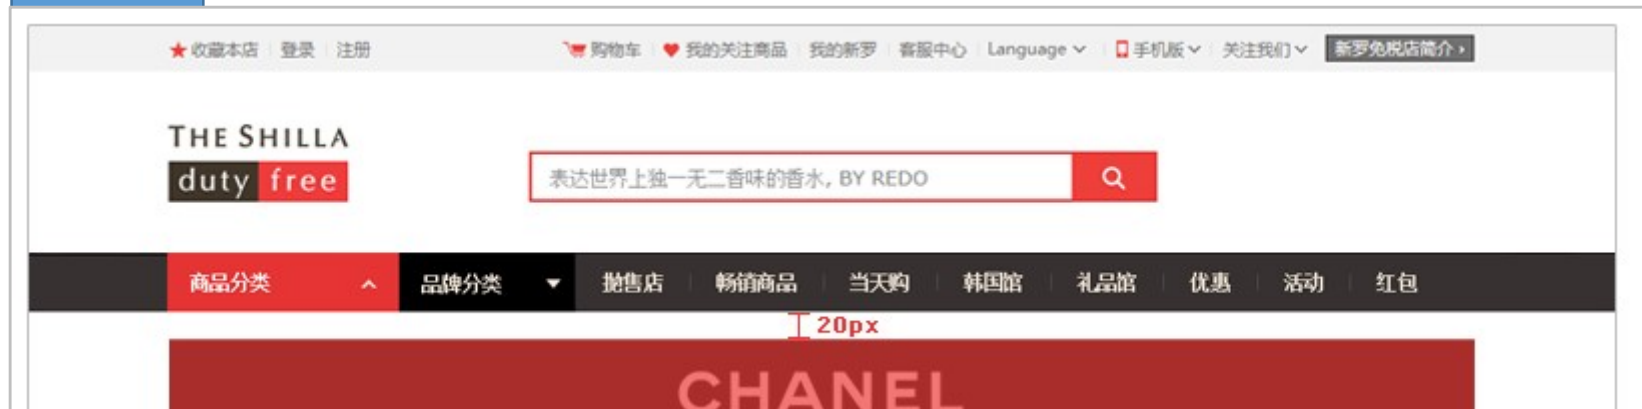 收藏本店 登录 注册 购物车 我的关注商品 我的新罗 客服中心 Language 手机版 关注我们 新罗免税店简介
THE SHILLA
duty free
表达世界上独一无二香味的香水, BY REDO
商品分类 品牌分类 抛售店 畅销商品 当天购 韩国馆 礼品馆 优惠 活动 红包
20px
CHANEL